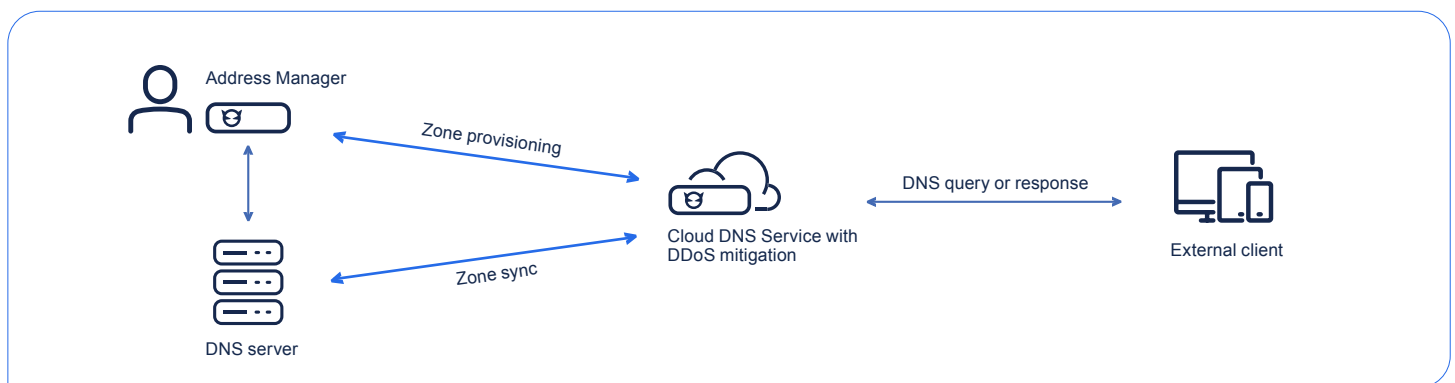 Address Manager
Zone provisioning
DNS query or response
Cloud DNS Service with
DDoS mitigation
External client
Zone sync
DNS server